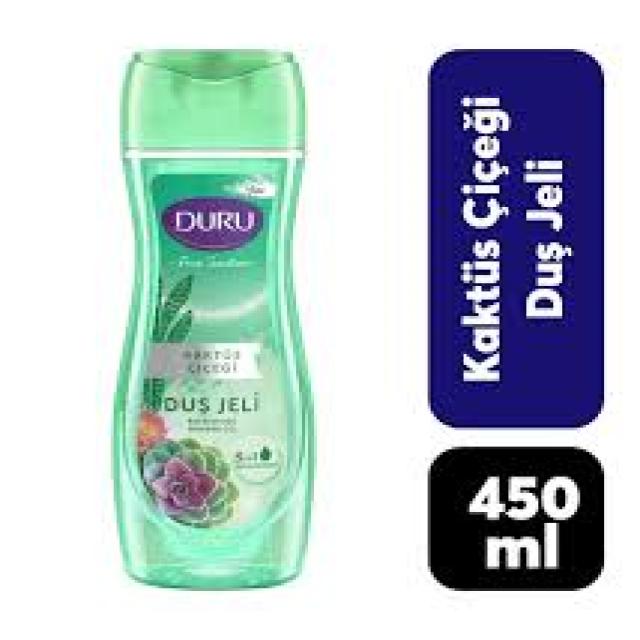 DURU
KAKTÜS
ÇİÇEĞİ
DUŞ JELİ
Kaktüs Çiçeği
Duş Jeli
450
ml